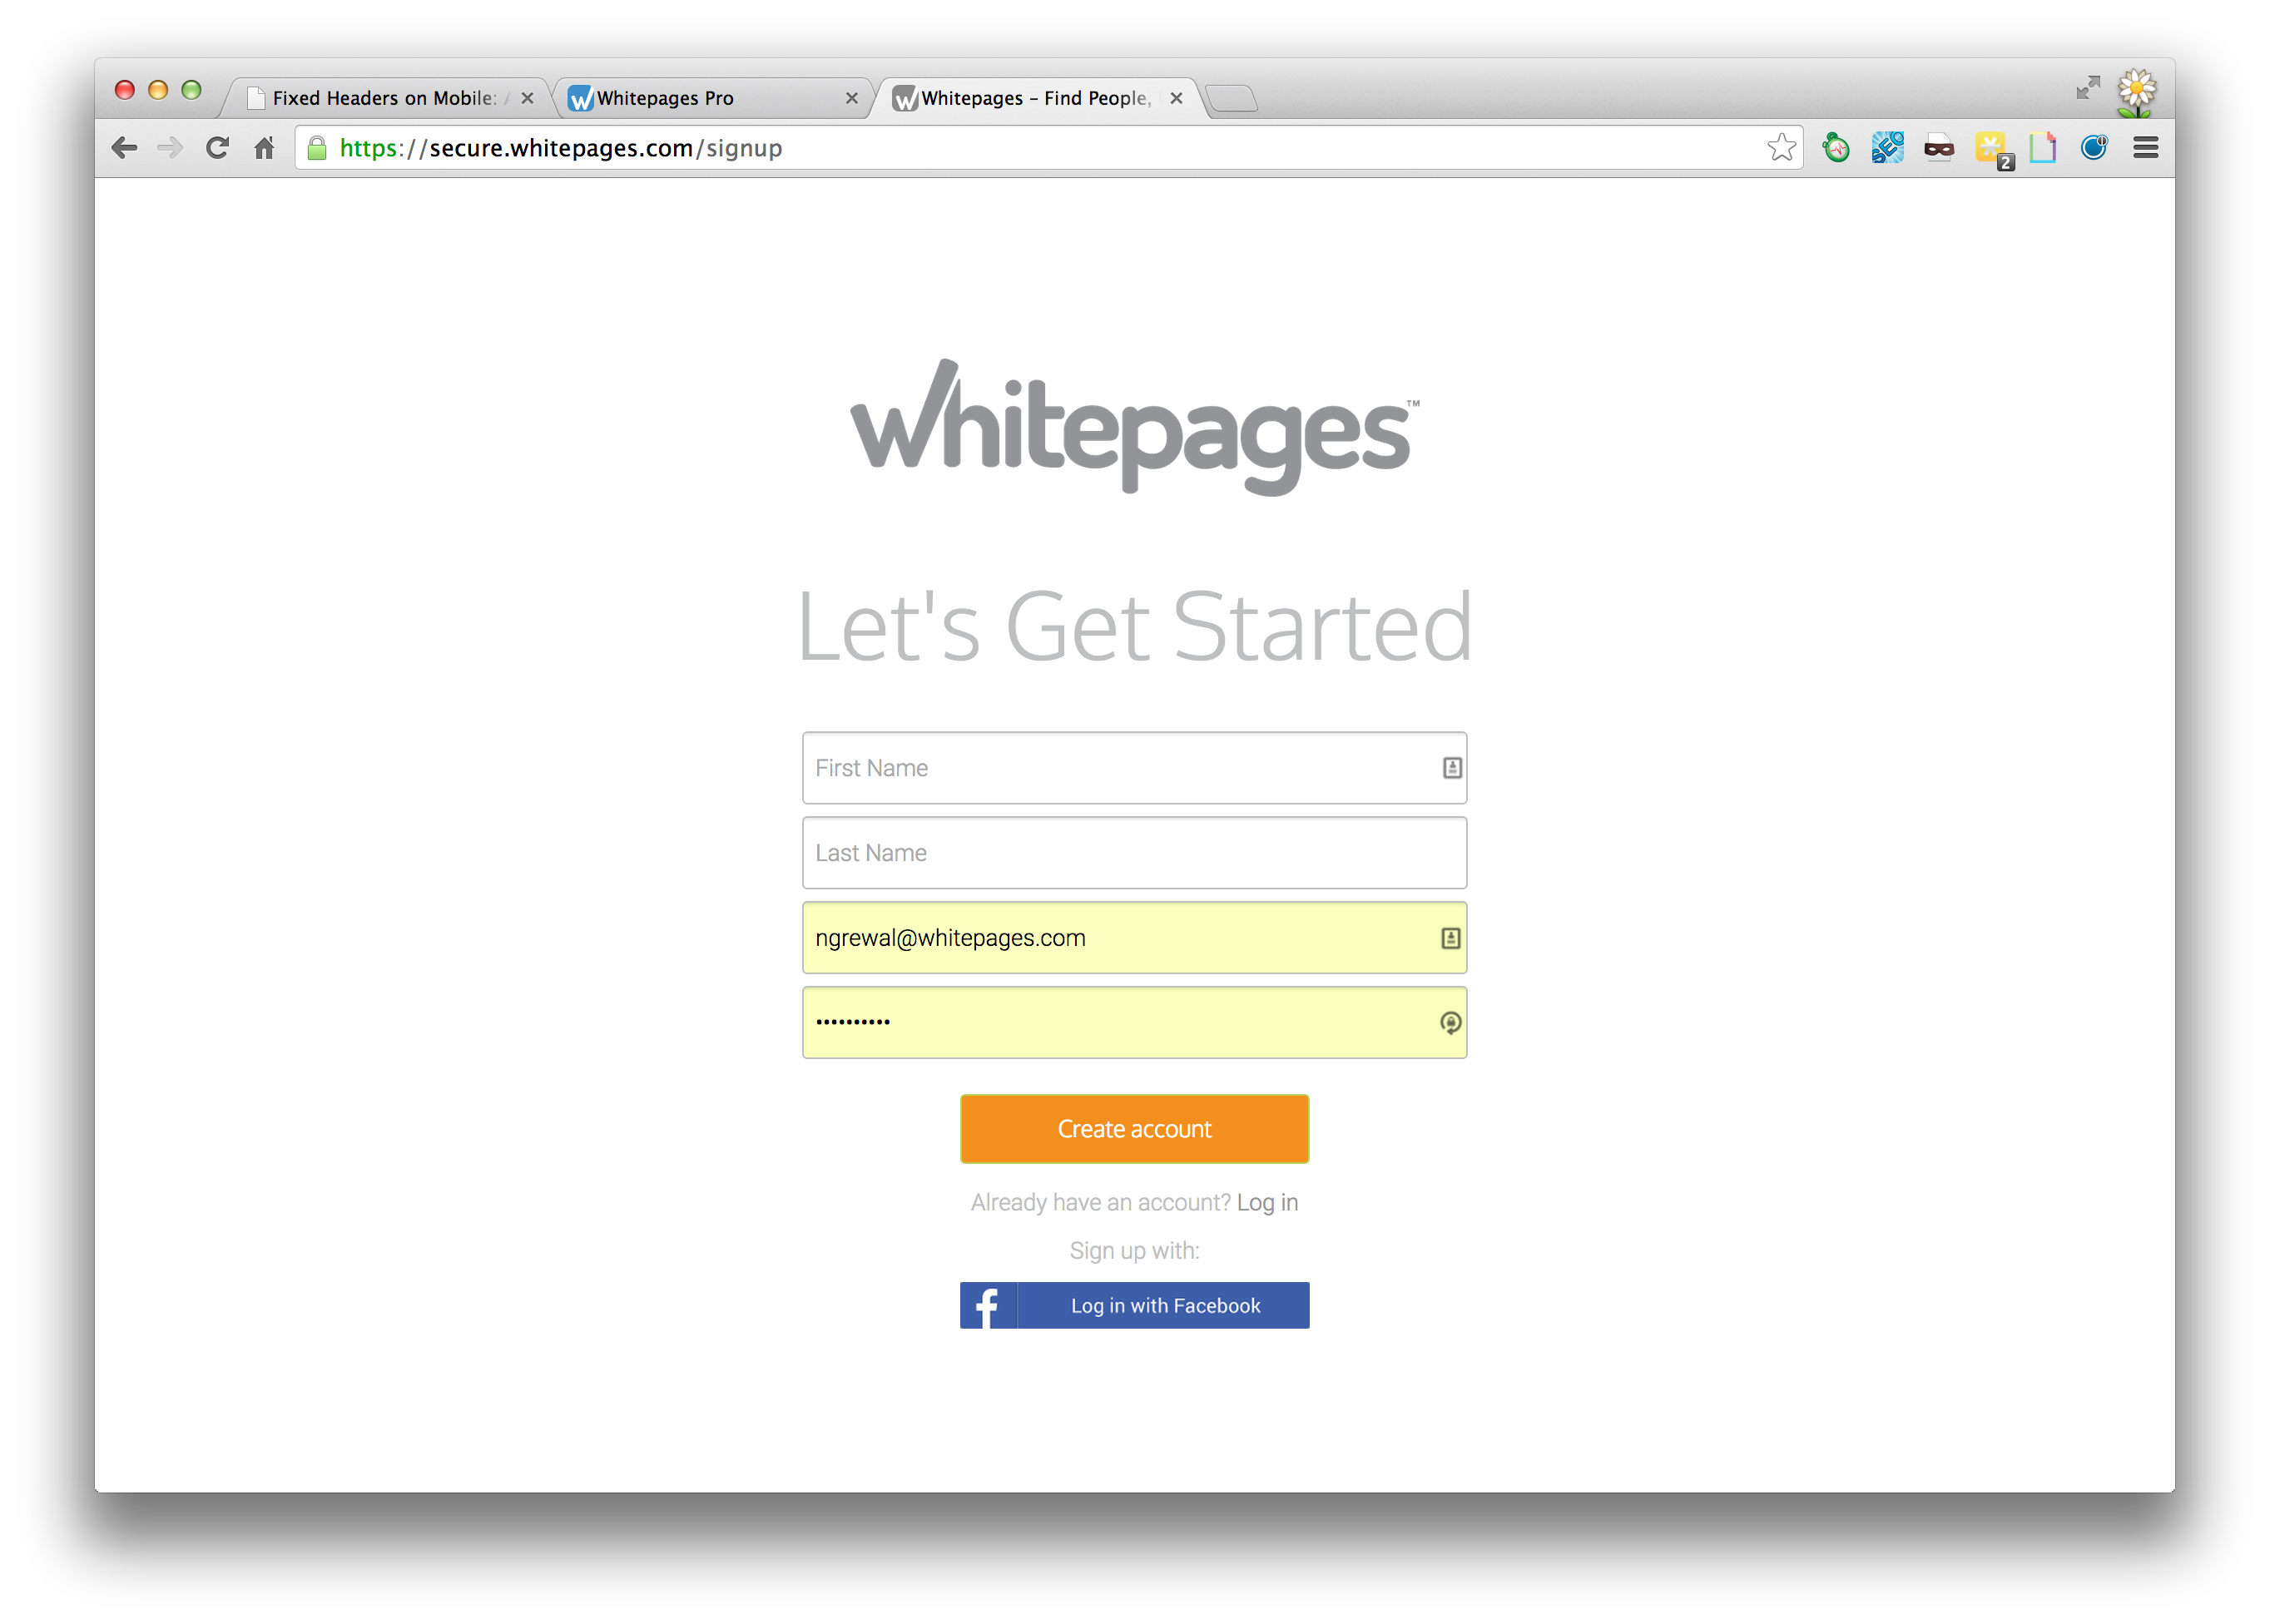 Fixed Headers on Mobile:
Whitepages Pro
Whitepages – Find People,
https://secure.whitepages.com/signup
SEO
2
whitepages™
Let's Get Started
First Name
Last Name
ngrewal@whitepages.com
••••••••••
Create account
Already have an account? Log in
Sign up with:
f Log in with Facebook